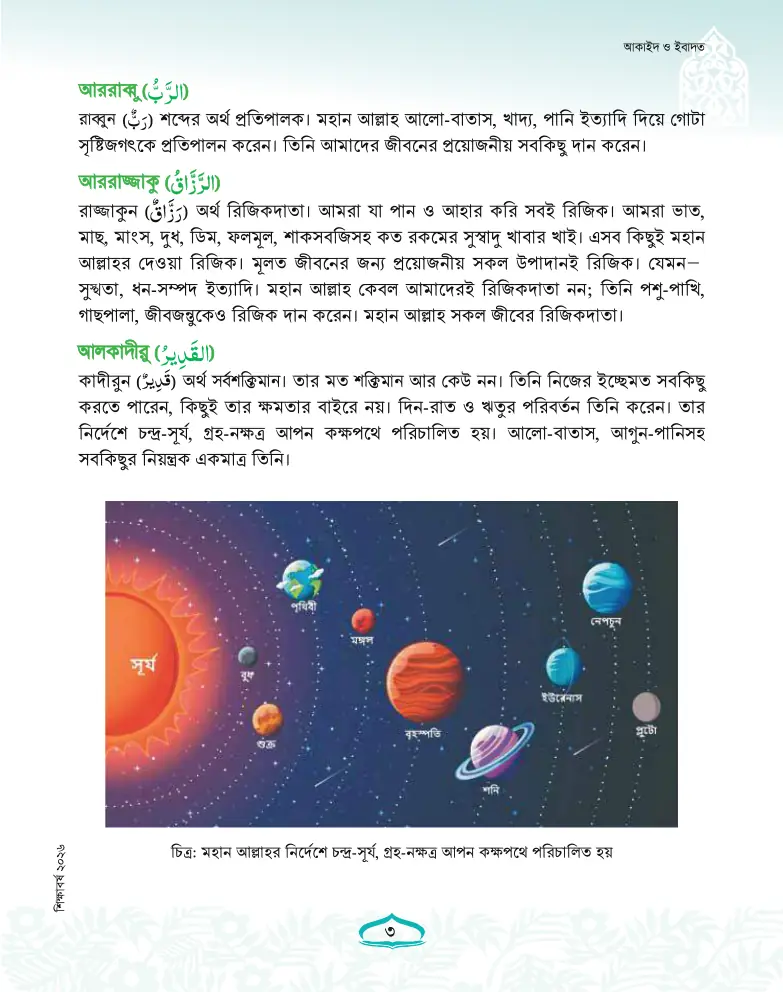 আকাইদ ও ইবাদত
আররাব্বু (الرَّبُّ)
রাব্বুন (رَبٌّ) শব্দের অর্থ প্রতিপালক। মহান আল্লাহ আলো-বাতাস, খাদ্য, পানি ইত্যাদি দিয়ে গোটা
সৃষ্টিজগৎকে প্রতিপালন করেন। তিনি আমাদের জীবনের প্রয়োজনীয় সবকিছু দান করেন।
আররাজ্জাকু (الرَّزَّاقُ)
রাজ্জাকুন (رَزَّاقٌ) অর্থ রিজিকদাতা। আমরা যা পান ও আহার করি সবই রিজিক। আমরা ভাত,
মাছ, মাংস, দুধ, ডিম, ফলমূল, শাকসবজিসহ কত রকমের সুস্বাদু খাবার খাই। এসব কিছুই মহান
আল্লাহর দেওয়া রিজিক। মূলত জীবনের জন্য প্রয়োজনীয় সকল উপাদানই রিজিক। যেমন–
সুস্থতা, ধন-সম্পদ ইত্যাদি। মহান আল্লাহ কেবল আমাদেরই রিজিকদাতা নন; তিনি পশু-পাখি,
গাছপালা, জীবজন্তুকেও রিজিক দান করেন। মহান আল্লাহ সকল জীবের রিজিকদাতা।
আলকাদীরু (القَدِيرُ)
কাদীরুন (قَدِيرٌ) অর্থ সর্বশক্তিমান। তার মত শক্তিমান আর কেউ নন। তিনি নিজের ইচ্ছেমত সবকিছু
করতে পারেন, কিছুই তার ক্ষমতার বাইরে নয়। দিন-রাত ও ঋতুর পরিবর্তন তিনি করেন। তার
নির্দেশে চন্দ্র-সূর্য, গ্রহ-নক্ষত্র আপন কক্ষপথে পরিচালিত হয়। আলো-বাতাস, আগুন-পানিসহ
সবকিছুর নিয়ন্ত্রক একমাত্র তিনি।
সূর্য
বুধ
শুক্র
পৃথিবী
মঙ্গল
বৃহস্পতি
শনি
ইউরেনাস
নেপচুন
প্লুটো
চিত্র: মহান আল্লাহর নির্দেশে চন্দ্র-সূর্য, গ্রহ-নক্ষত্র আপন কক্ষপথে পরিচালিত হয়
শিক্ষাবর্ষ ২০২৬
৩